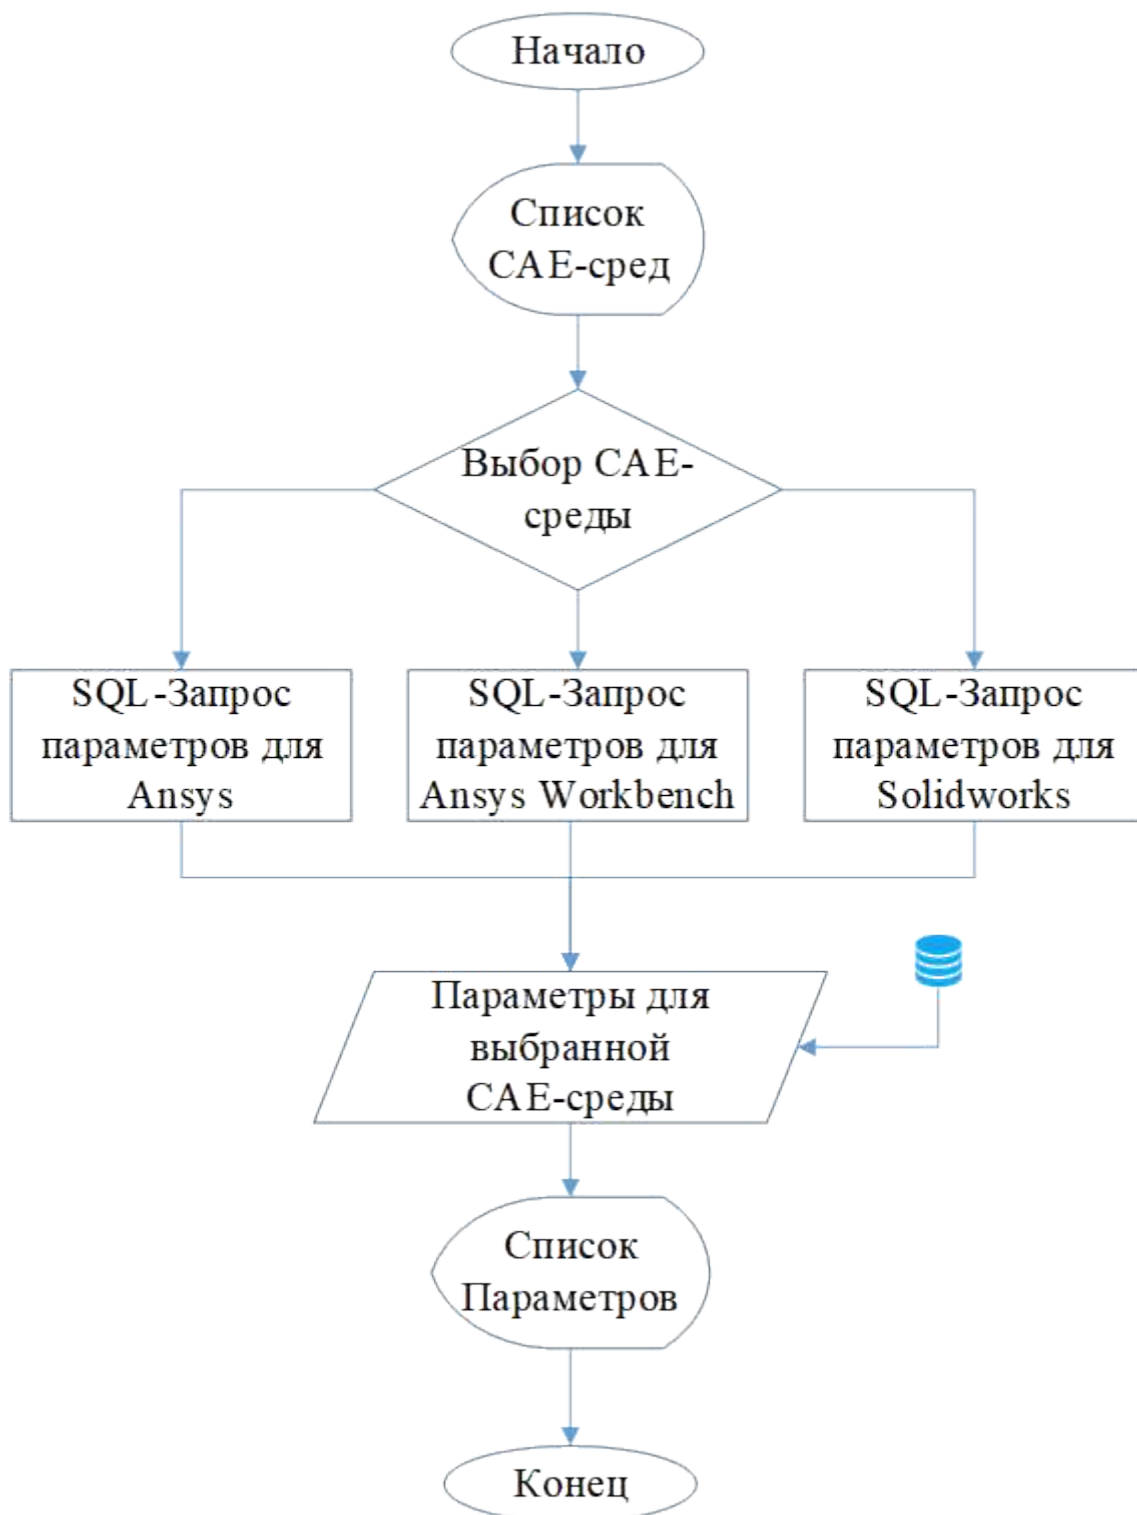 Начало
Список
CAE-сред
Выбор CAE-
среды
SQL-Запрос
параметров для
Ansys
SQL-Запрос
параметров для
Ansys Workbench
SQL-Запрос
параметров для
Solidworks
Параметры для
выбранной
CAE-среды
Список
Параметров
Конец